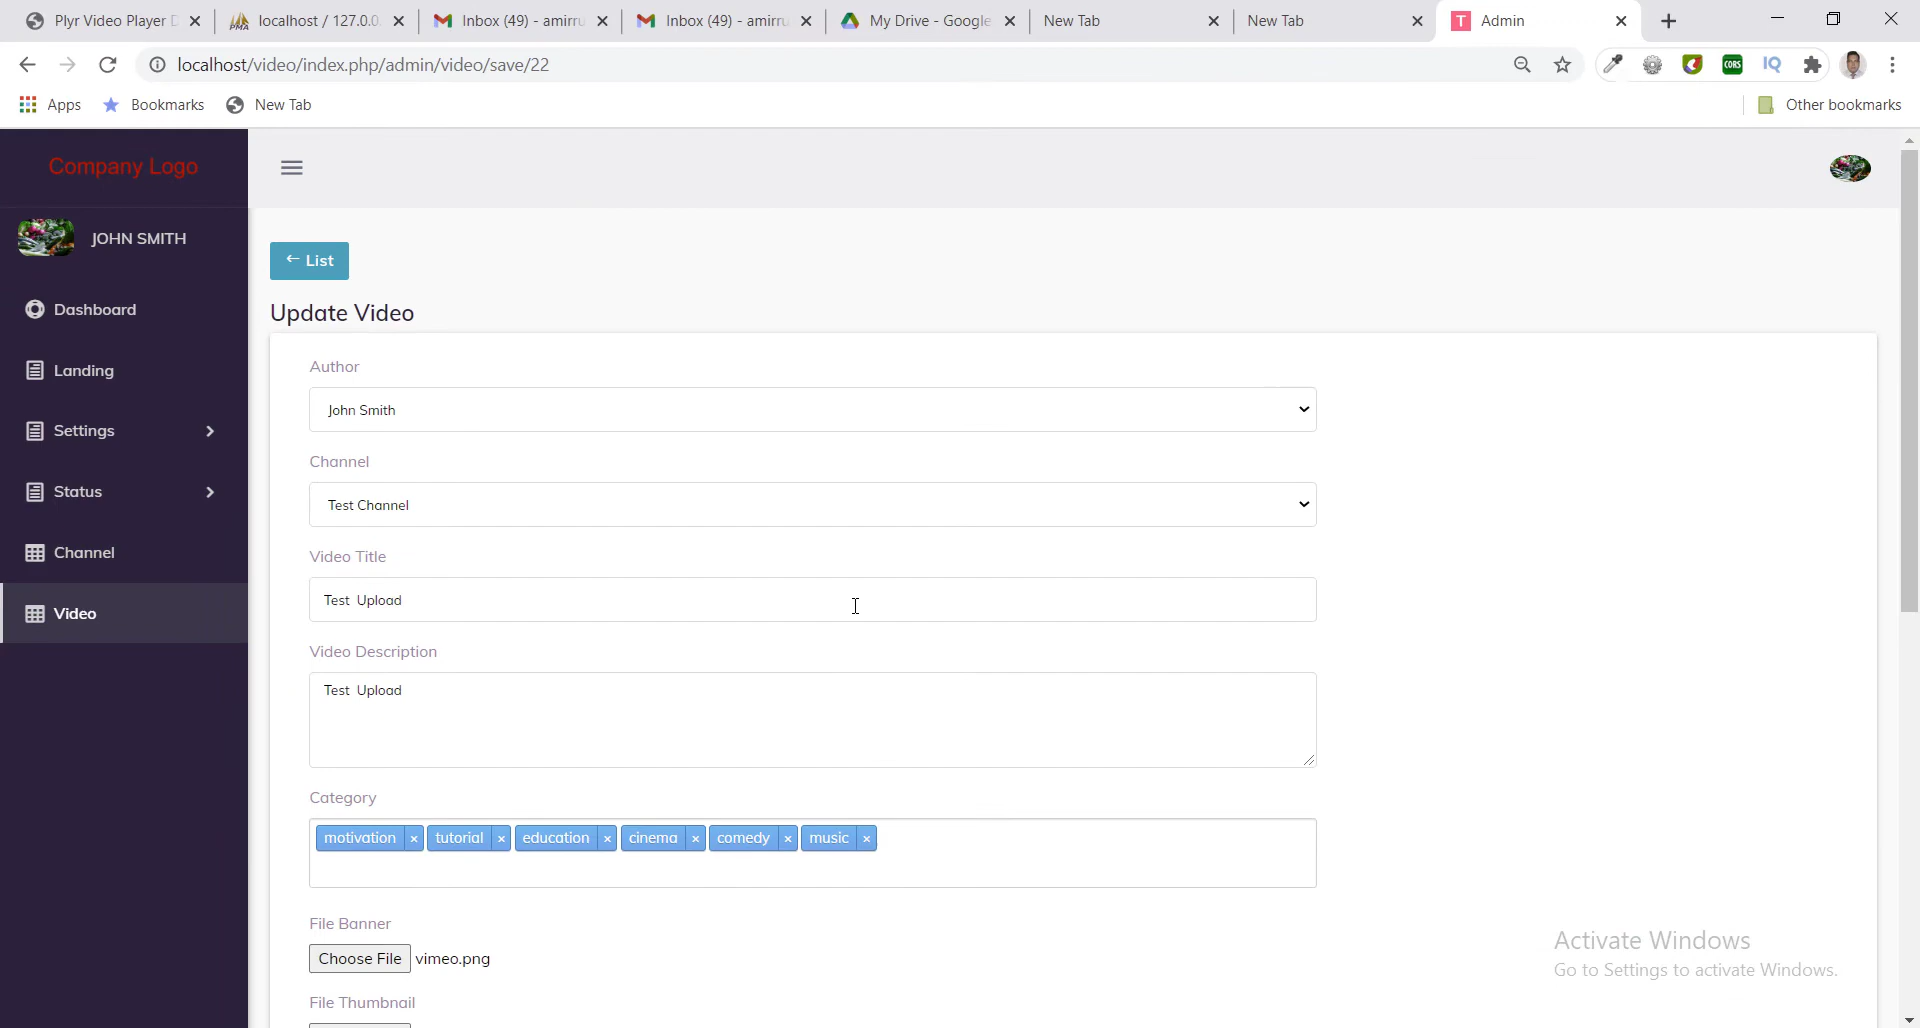 Plyr Video Player D
localhost / 127.0.0.
Inbox (49) - amirru
Inbox (49) - amirru
My Drive - Google
New Tab
New Tab
T Admin
localhost/video/index.php/admin/video/save/22
CORS
IQ
Apps
Bookmarks
New Tab
Other bookmarks
Company Logo
JOHN SMITH
Dashboard
Landing
Settings
Status
Channel
Video
← List
Update Video
Author
John Smith
Channel
Test Channel
Video Title
Test Upload
Video Description
Test Upload
Category
motivation × tutorial × education × cinema × comedy × music ×
File Banner
Choose File vimeo.png
File Thumbnail
Activate Windows
Go to Settings to activate Windows.